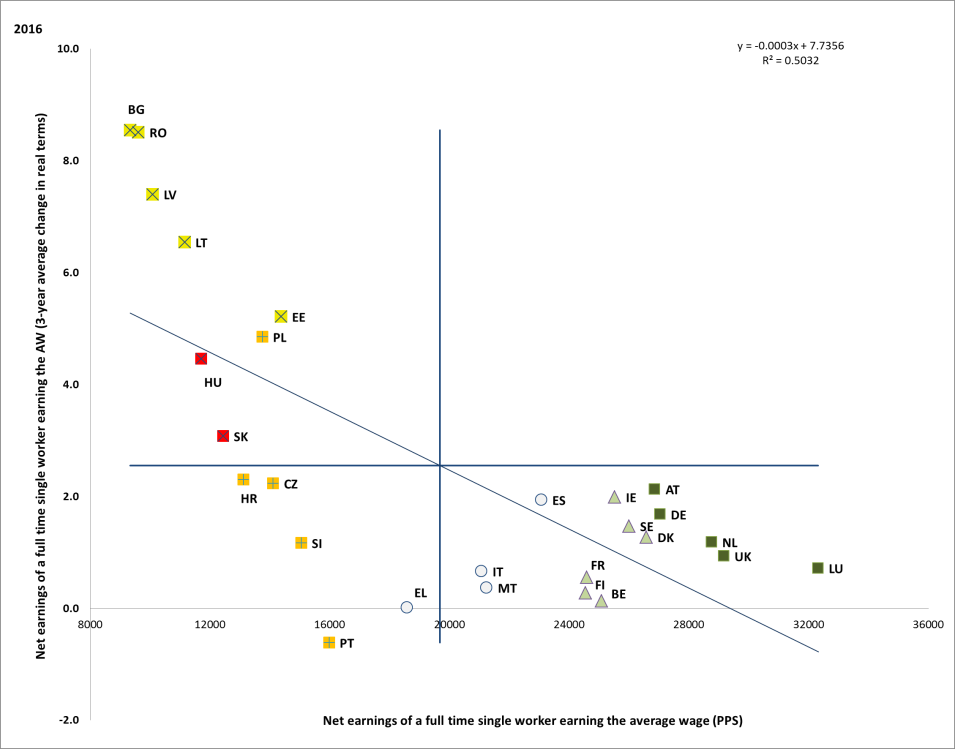 2016
y = -0.0003x + 7.7356
R² = 0.5032
Net earnings of a full time single worker earning the AW (3-year average change in real terms)
10.0
8.0
6.0
4.0
2.0
0.0
-2.0
BG
RO
LV
LT
EE
PL
HU
SK
HR
CZ
SI
EL
PT
IT
MT
ES
IE
SE
DK
FR
FI
BE
AT
DE
NL
UK
LU
8000
12000
16000
20000
24000
28000
32000
36000
Net earnings of a full time single worker earning the average wage (PPS)